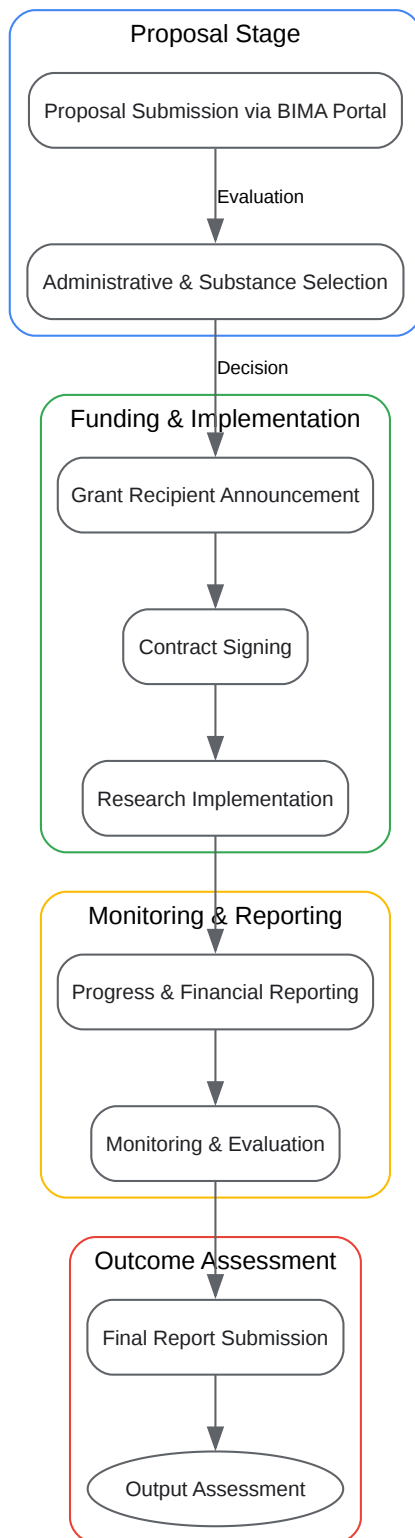 Proposal Stage
Proposal Submission via BIMA Portal
Evaluation
Administrative & Substance Selection
Decision
Funding & Implementation
Grant Recipient Announcement
Contract Signing
Research Implementation
Monitoring & Reporting
Progress & Financial Reporting
Monitoring & Evaluation
Outcome Assessment
Final Report Submission
Output Assessment